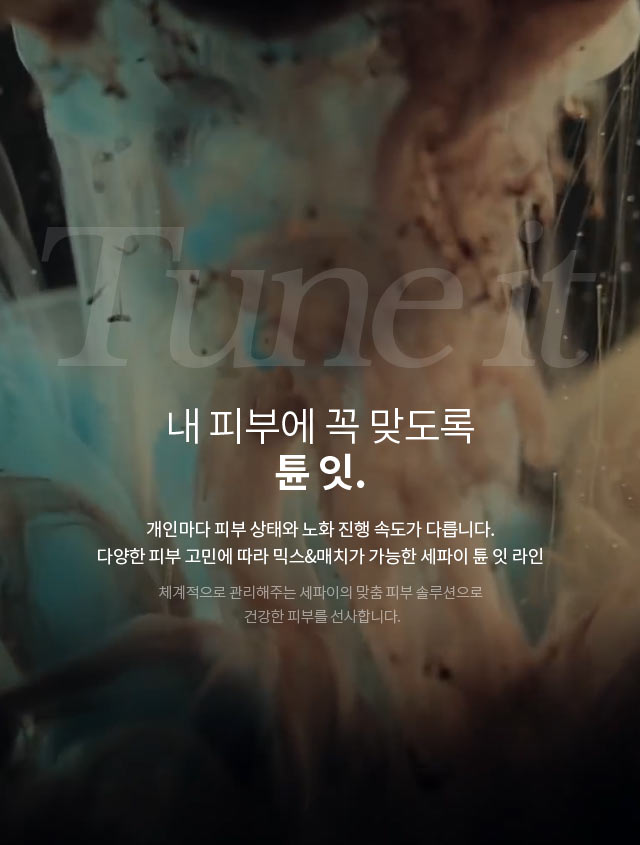 Tune it
내 피부에 꼭 맞도록
튠 잇.
개인마다 피부 상태와 노화 진행 속도가 다릅니다.
다양한 피부 고민에 따라 믹스&매치가 가능한 세파이 튠 잇 라인
체계적으로 관리해주는 세파이의 맞춤 피부 솔루션으로
건강한 피부를 선사합니다.